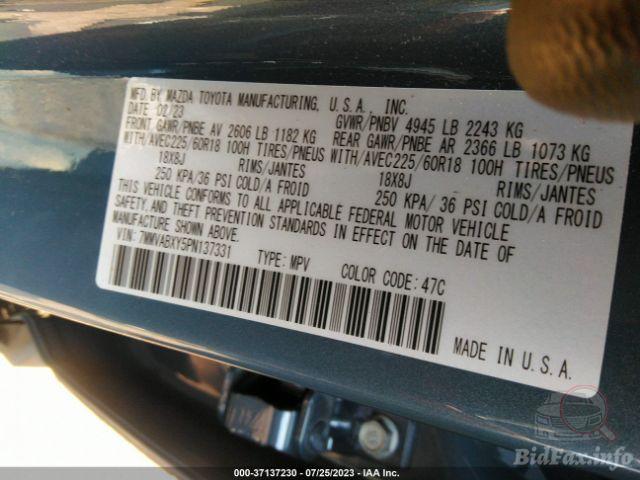 MFD. BY MAZDA TOYOTA MANUFACTURING, U.S.A., INC.
DATE 02/23 GVWR/PNBV 4945 LB 2243 KG
FRONT GAWR/PNBE AV 2606 LB 1182 KG REAR GAWR/PNBE AR 2366 LB 1073 KG
WITH/AVEC225/60R18 100H TIRES/PNEUS WITH/AVEC225/60R18 100H TIRES/PNEUS
18X8J RIMS/JANTES 18X8J RIMS/JANTES
250 KPA/36 PSI COLD/A FROID 250 KPA/ 36 PSI COLD/A FROID
THIS VEHICLE CONFORMS TO ALL APPLICABLE FEDERAL MOTOR VEHICLE
SAFETY, AND THEFT PREVENTION STANDARDS IN EFFECT ON THE DATE OF
MANUFACTURE SHOWN ABOVE.
VIN: 7MMVABXY5PN137331 TYPE: MPV COLOR CODE: 47C
MADE IN U.S.A.
BidFax.info
000-37137230 - 07/25/2023 - IAA Inc.